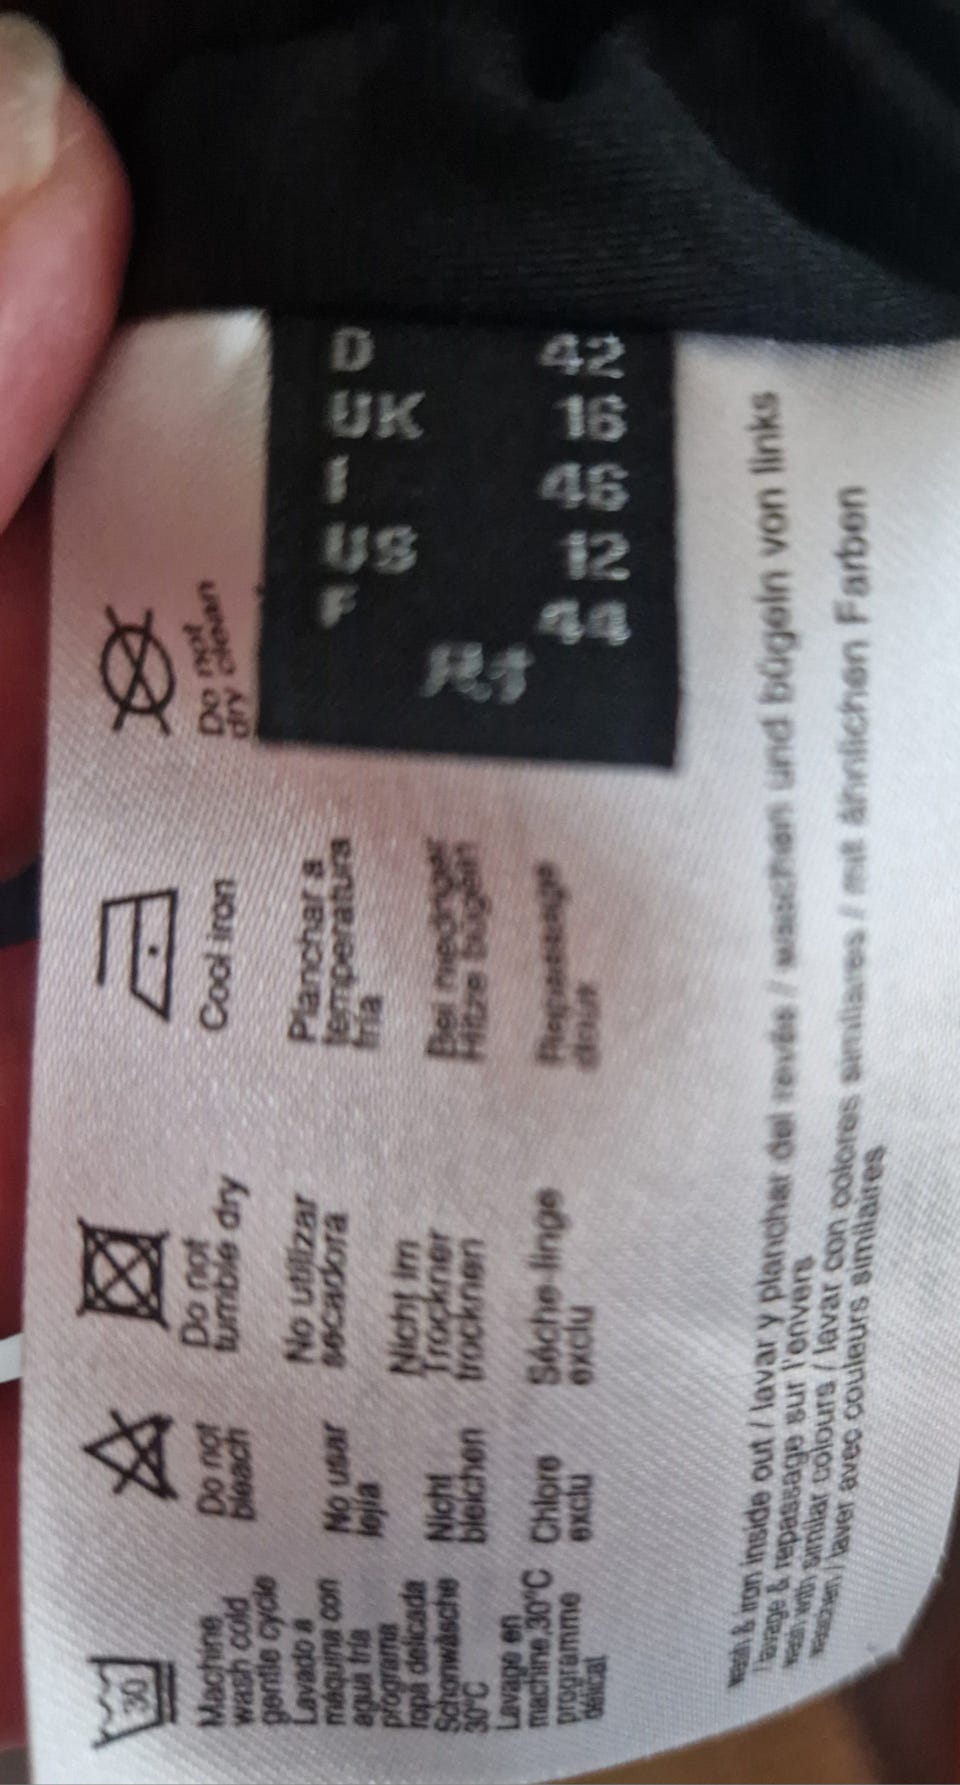 D 42
UK 16
I 46
US 12
F 44
30
Machine
wash cold
gentle cycle
Lavado a
máquina con
agua fría
programa
ropa delicada
Schonwäsche
30°C
Lavage en
machine.30°C
programme
délicat
Do not
bleach
No usar
lejia
Nicht
bleichen
Chlore
exclu
Do not
tumble dry
No utilizar
secadora
Nicht im
Trockner
trocknen
Séche-linge
exclu
Cool iron
Planchar a
temperatura
fría
Bei niedriger
Hitze bügeln
Repassage
doux
Do not
dry clean
wash & iron inside out / lavar y planchar del revés / waschen und bügeln von links
/ lavage & repassage sur l'envers
wash with similar colours / lavar con colores similares / mit ähnlichen Farben
waschen / laver avec couleurs similaires